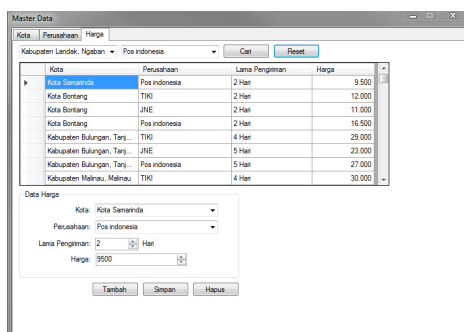 Master Data
Kota Perusahaan Harga
Kabupaten Landak, Ngaban Pos indonesia Cari Reset
Kota Perusahaan Lama Pengiriman Harga
Kota Samarinda Pos indonesia 2 Hari 9.500
Kota Bontang TIKI 2 Hari 12.000
Kota Bontang JNE 2 Hari 11.000
Kota Bontang Pos indonesia 2 Hari 16.500
Kabupaten Bulungan, Tanj... TIKI 4 Hari 29.000
Kabupaten Bulungan, Tanj... JNE 5 Hari 23.000
Kabupaten Bulungan, Tanj... Pos indonesia 5 Hari 27.000
Kabupaten Malinau, Malinau TIKI 4 Hari 30.000
Data Harga
Kota: Kota Samarinda
Perusahaan: Pos indonesia
Lama Pengiriman: 2 Hari
Harga: 9500
Tambah Simpan Hapus